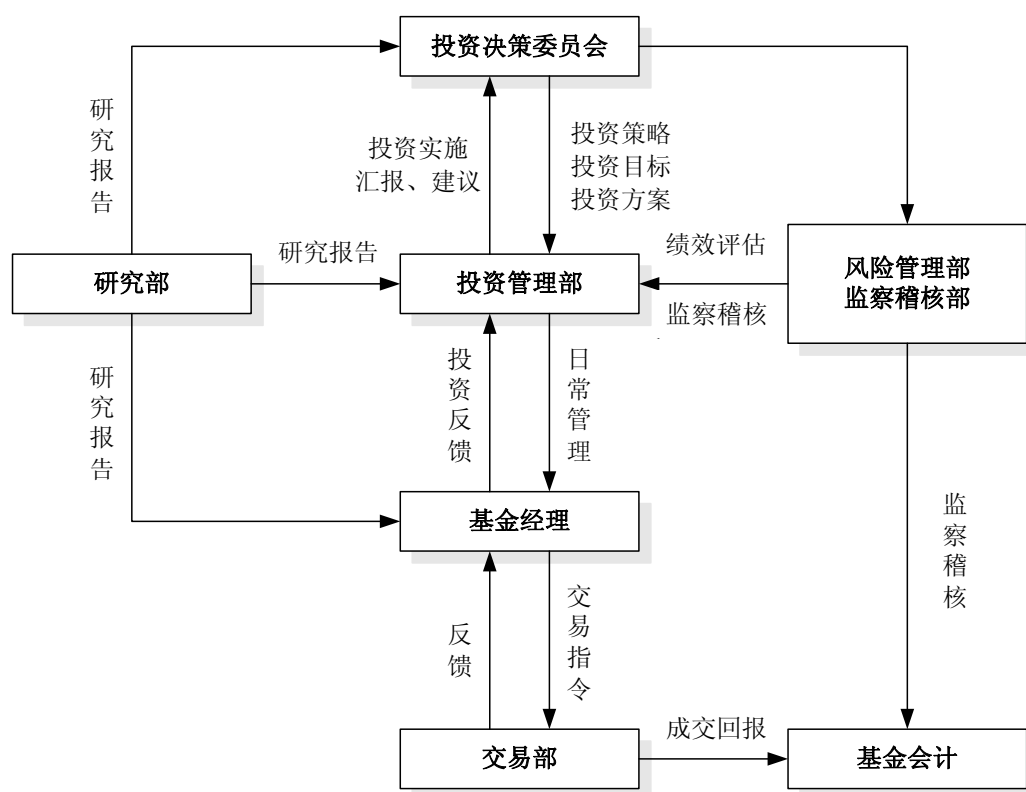 投资决策委员会
研究报告
投资实施
汇报、建议
投资策略
投资目标
投资方案
研究部
研究报告
投资管理部
绩效评估
监察稽核
风险管理部
监察稽核部
研究报告
投资反馈
日常管理
基金经理
监察稽核
反馈
交易指令
交易部
成交回报
基金会计